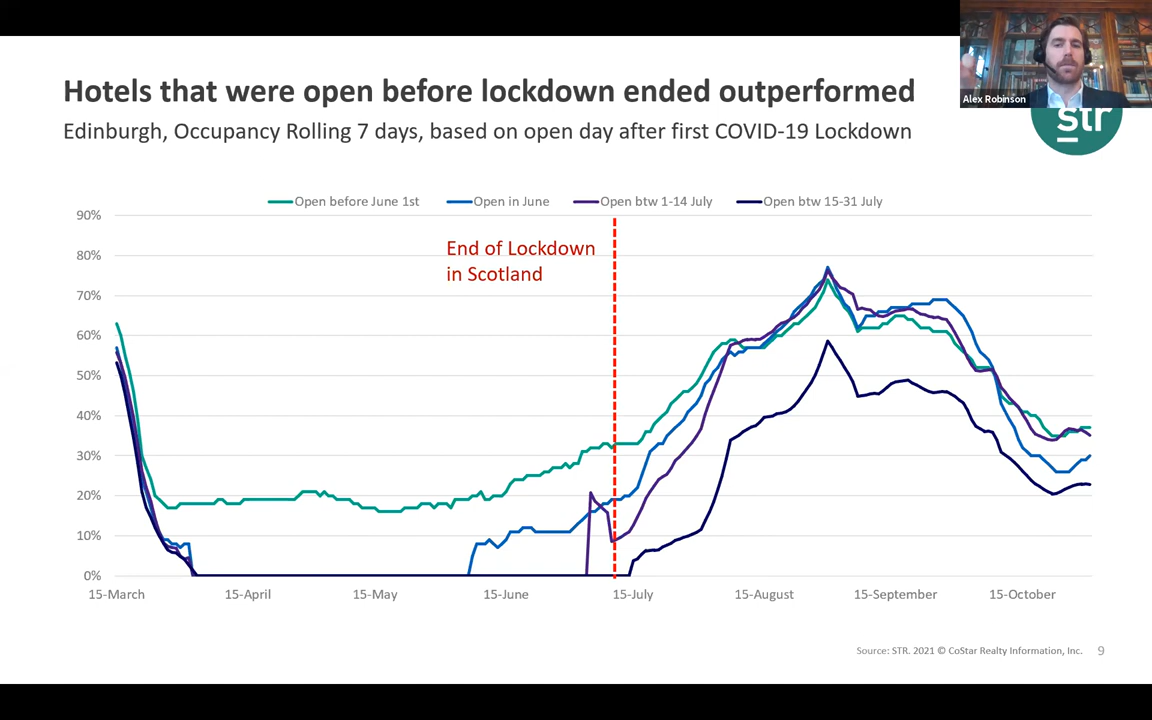 Alex Robinson
str
Hotels that were open before lockdown ended outperformed
Edinburgh, Occupancy Rolling 7 days, based on open day after first COVID-19 Lockdown
Open before June 1st Open in June Open btw 1-14 July Open btw 15-31 July
90%
80%
70%
60%
50%
40%
30%
20%
10%
0%
End of Lockdown
in Scotland
15-March 15-April 15-May 15-June 15-July 15-August 15-September 15-October
Source: STR. 2021 © CoStar Realty Information, Inc. 9